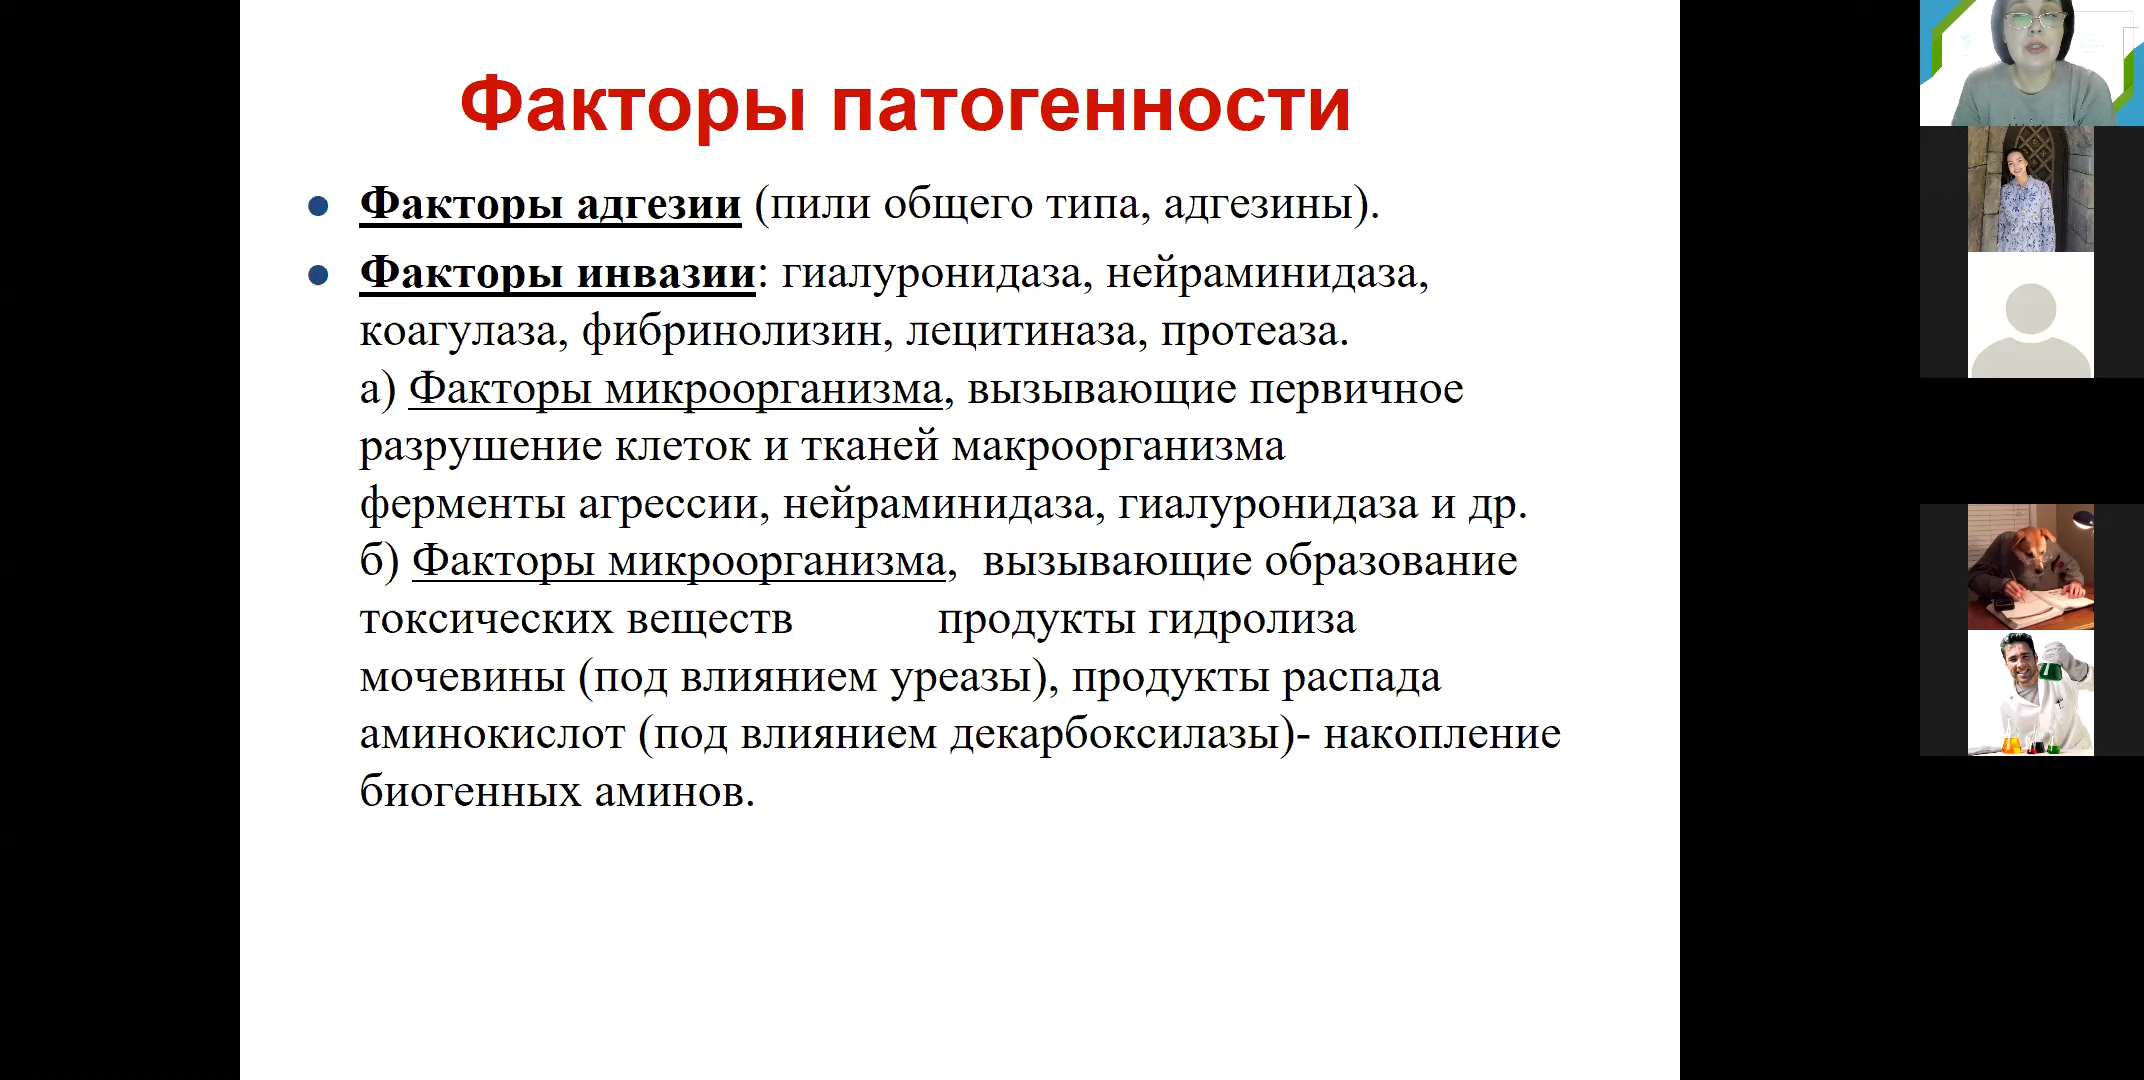 Факторы патогенности
Факторы адгезии (пили общего типа, адгезины).
Факторы инвазии: гиалуронидаза, нейраминидаза,
коагулаза, фибринолизин, лецитиназа, протеаза.
а) Факторы микроорганизма, вызывающие первичное
разрушение клеток и тканей макроорганизма
ферменты агрессии, нейраминидаза, гиалуронидаза и др.
б) Факторы микроорганизма,  вызывающие образование
токсических веществ          продукты гидролиза
мочевины (под влиянием уреазы), продукты распада
аминокислот (под влиянием декарбоксилазы)- накопление
биогенных аминов.